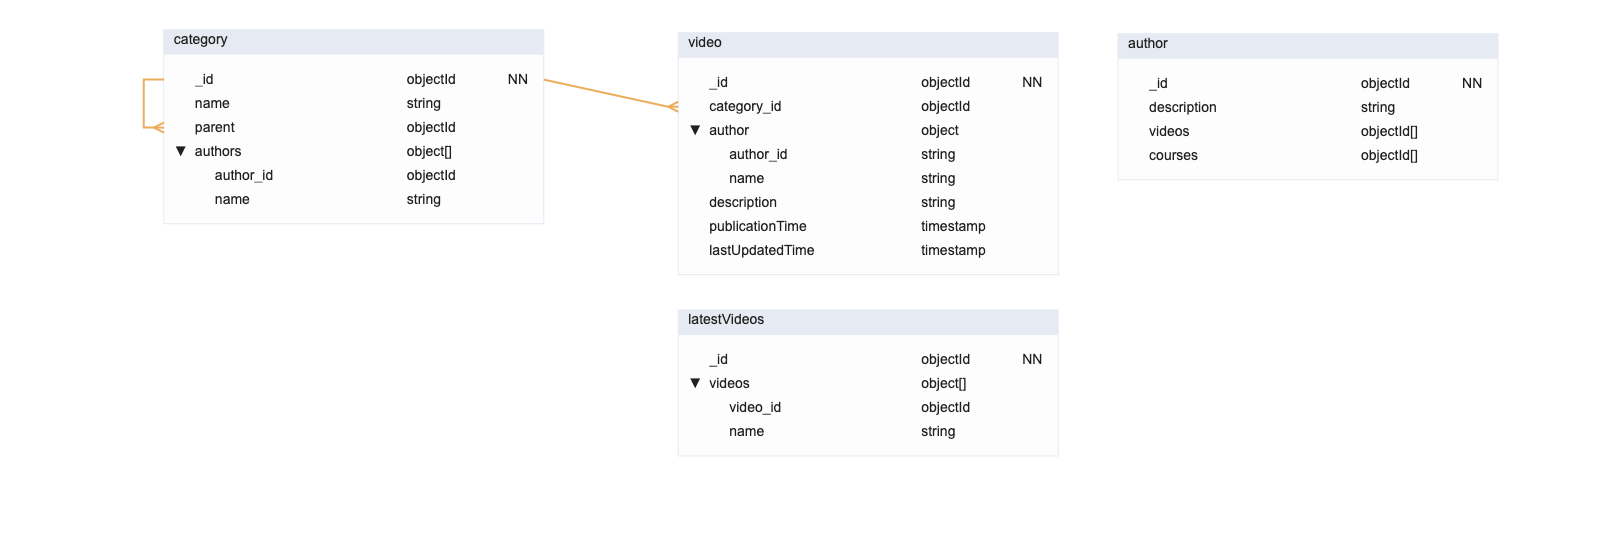 category
_id objectId NN
name string
parent objectId
▼ authors object[]
author_id objectId
name string
video
_id objectId NN
category_id objectId
▼ author object
author_id string
name string
description string
publicationTime timestamp
lastUpdatedTime timestamp
author
_id objectId NN
description string
videos objectId[]
courses objectId[]
latestVideos
_id objectId NN
▼ videos object[]
video_id objectId
name string